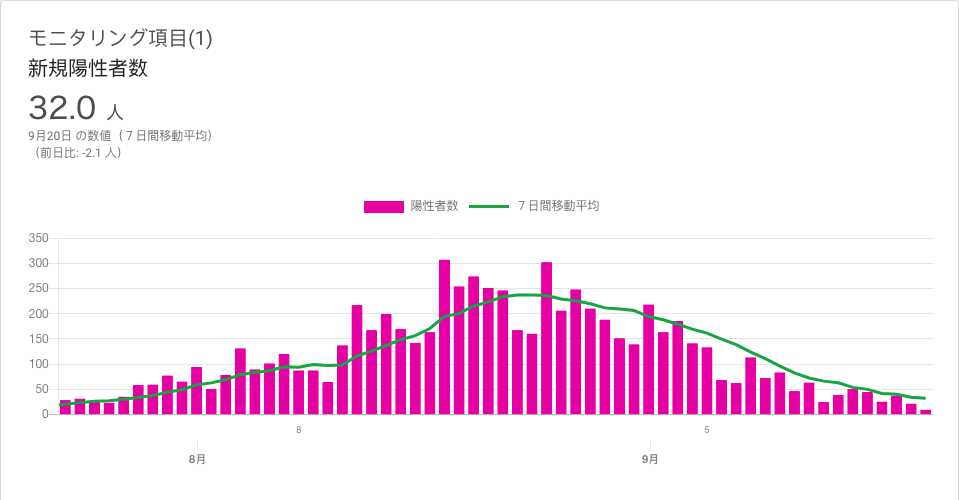 モニタリング項目(1)
新規陽性者数
32.0 人
9月20日 の数値（７日間移動平均）
（前日比: -2.1 人）
陽性者数 ７日間移動平均
350
300
250
200
150
100
50
0
8 5
8月 9月